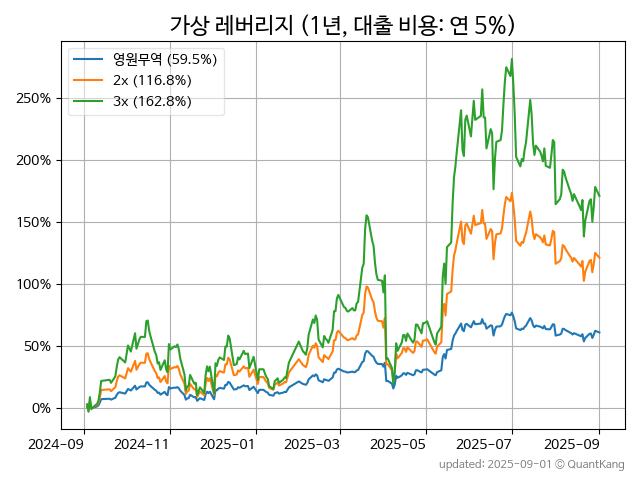 가상 레버리지 (1년, 대출 비용: 연 5%)
영원무역 (59.5%)
2x (116.8%)
3x (162.8%)
250%
200%
150%
100%
50%
0%
2024-09 2024-11 2025-01 2025-03 2025-05 2025-07 2025-09
updated: 2025-09-01 © QuantKang